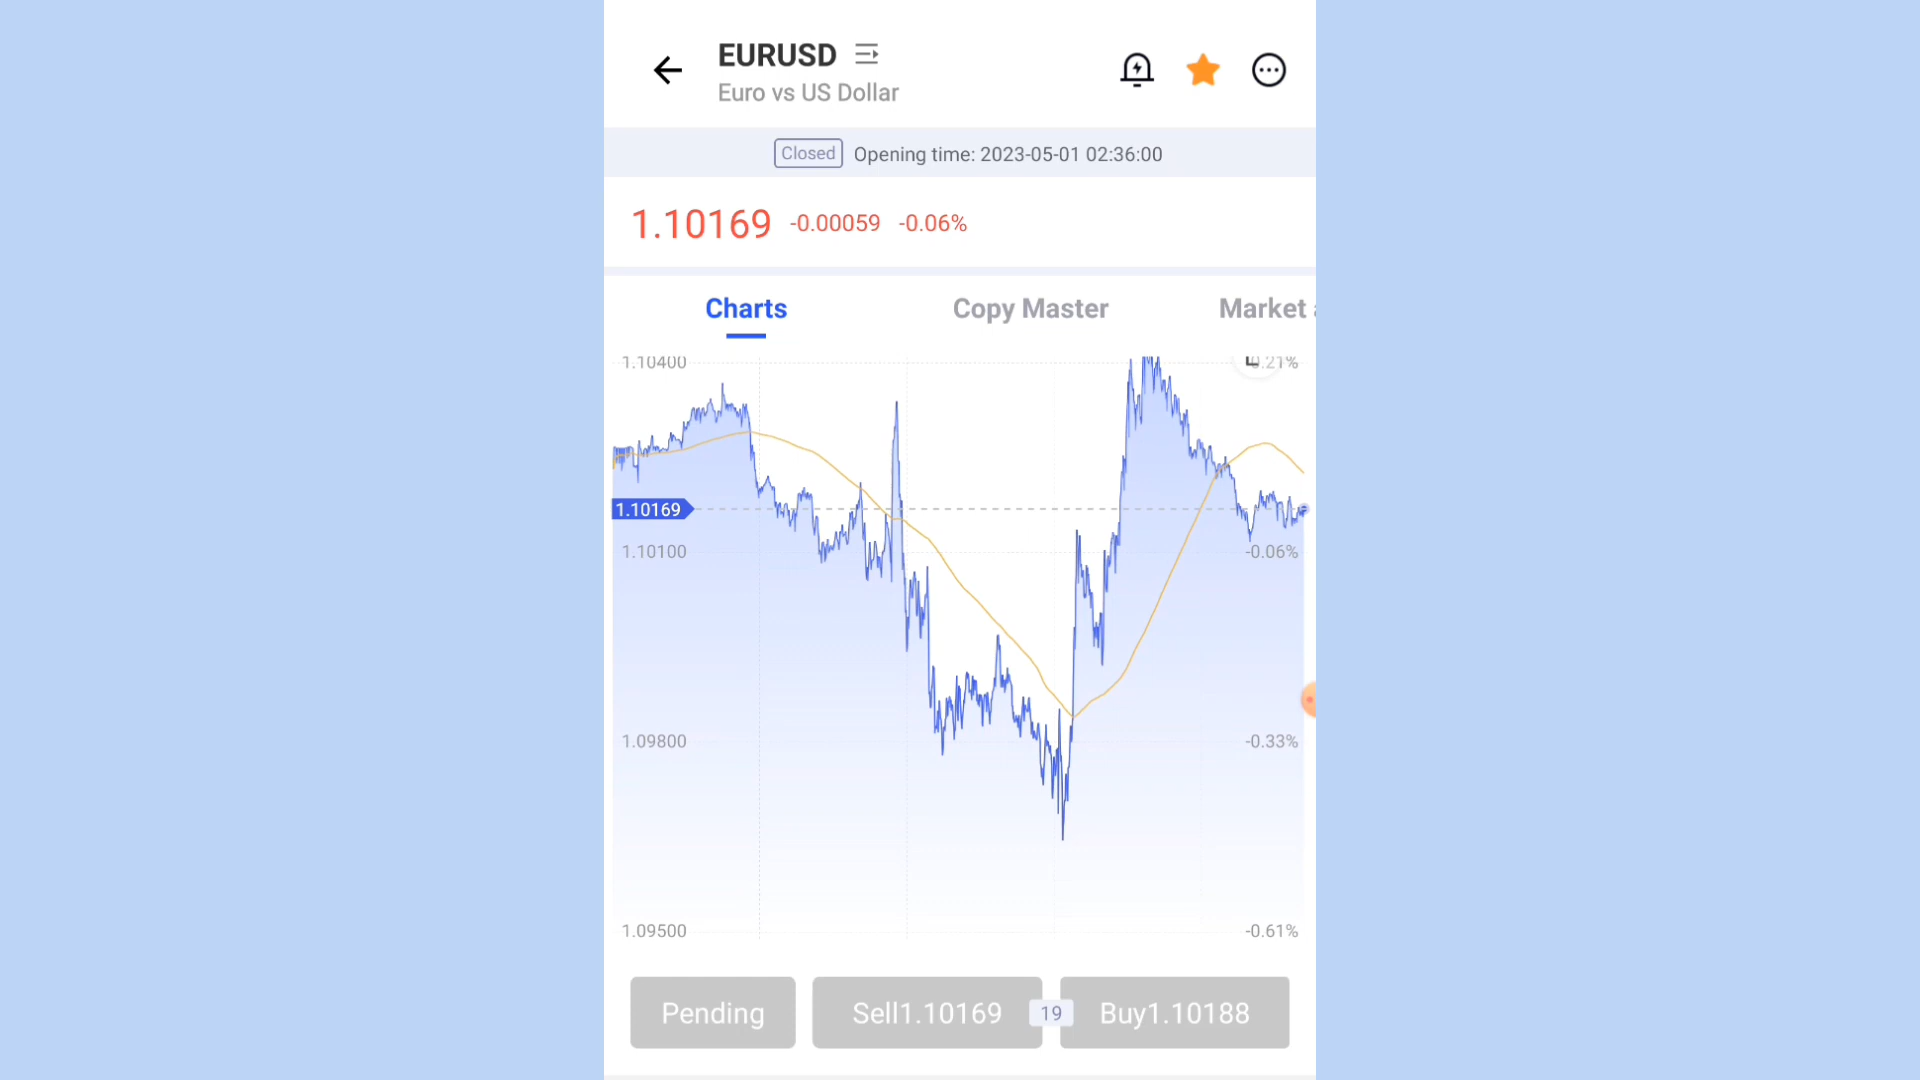 EURUSD
Euro vs US Dollar
Closed Opening time: 2023-05-01 02:36:00
1.10169 -0.00059 -0.06%
Charts Copy Master Market
1.10400 0.21%
1.10169
1.10100 -0.06%
1.09800 -0.33%
1.09500 -0.61%
Pending Sell1.10169 19 Buy1.10188